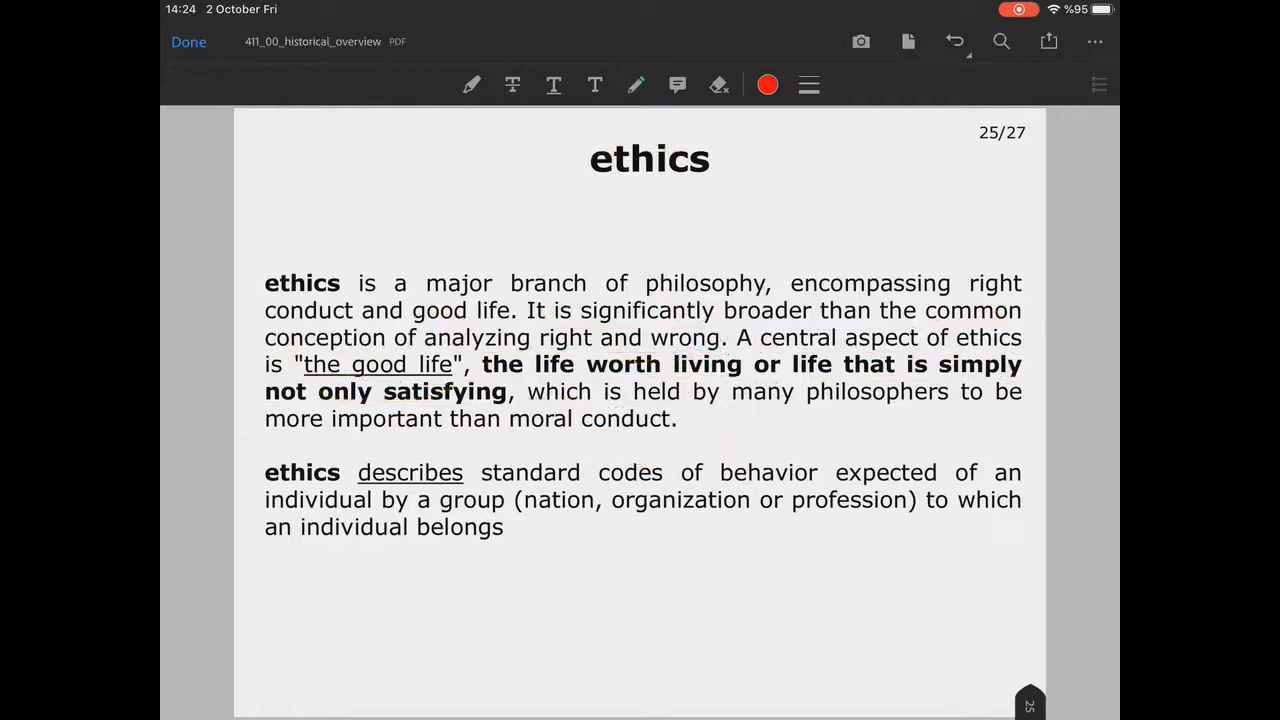 14:24 2 October Fri %95
Done 411_00_historical_overview PDF
25/27
ethics
ethics is a major branch of philosophy, encompassing right
conduct and good life. It is significantly broader than the common
conception of analyzing right and wrong. A central aspect of ethics
is "the good life", the life worth living or life that is simply
not only satisfying, which is held by many philosophers to be
more important than moral conduct.
ethics describes standard codes of behavior expected of an
individual by a group (nation, organization or profession) to which
an individual belongs
25